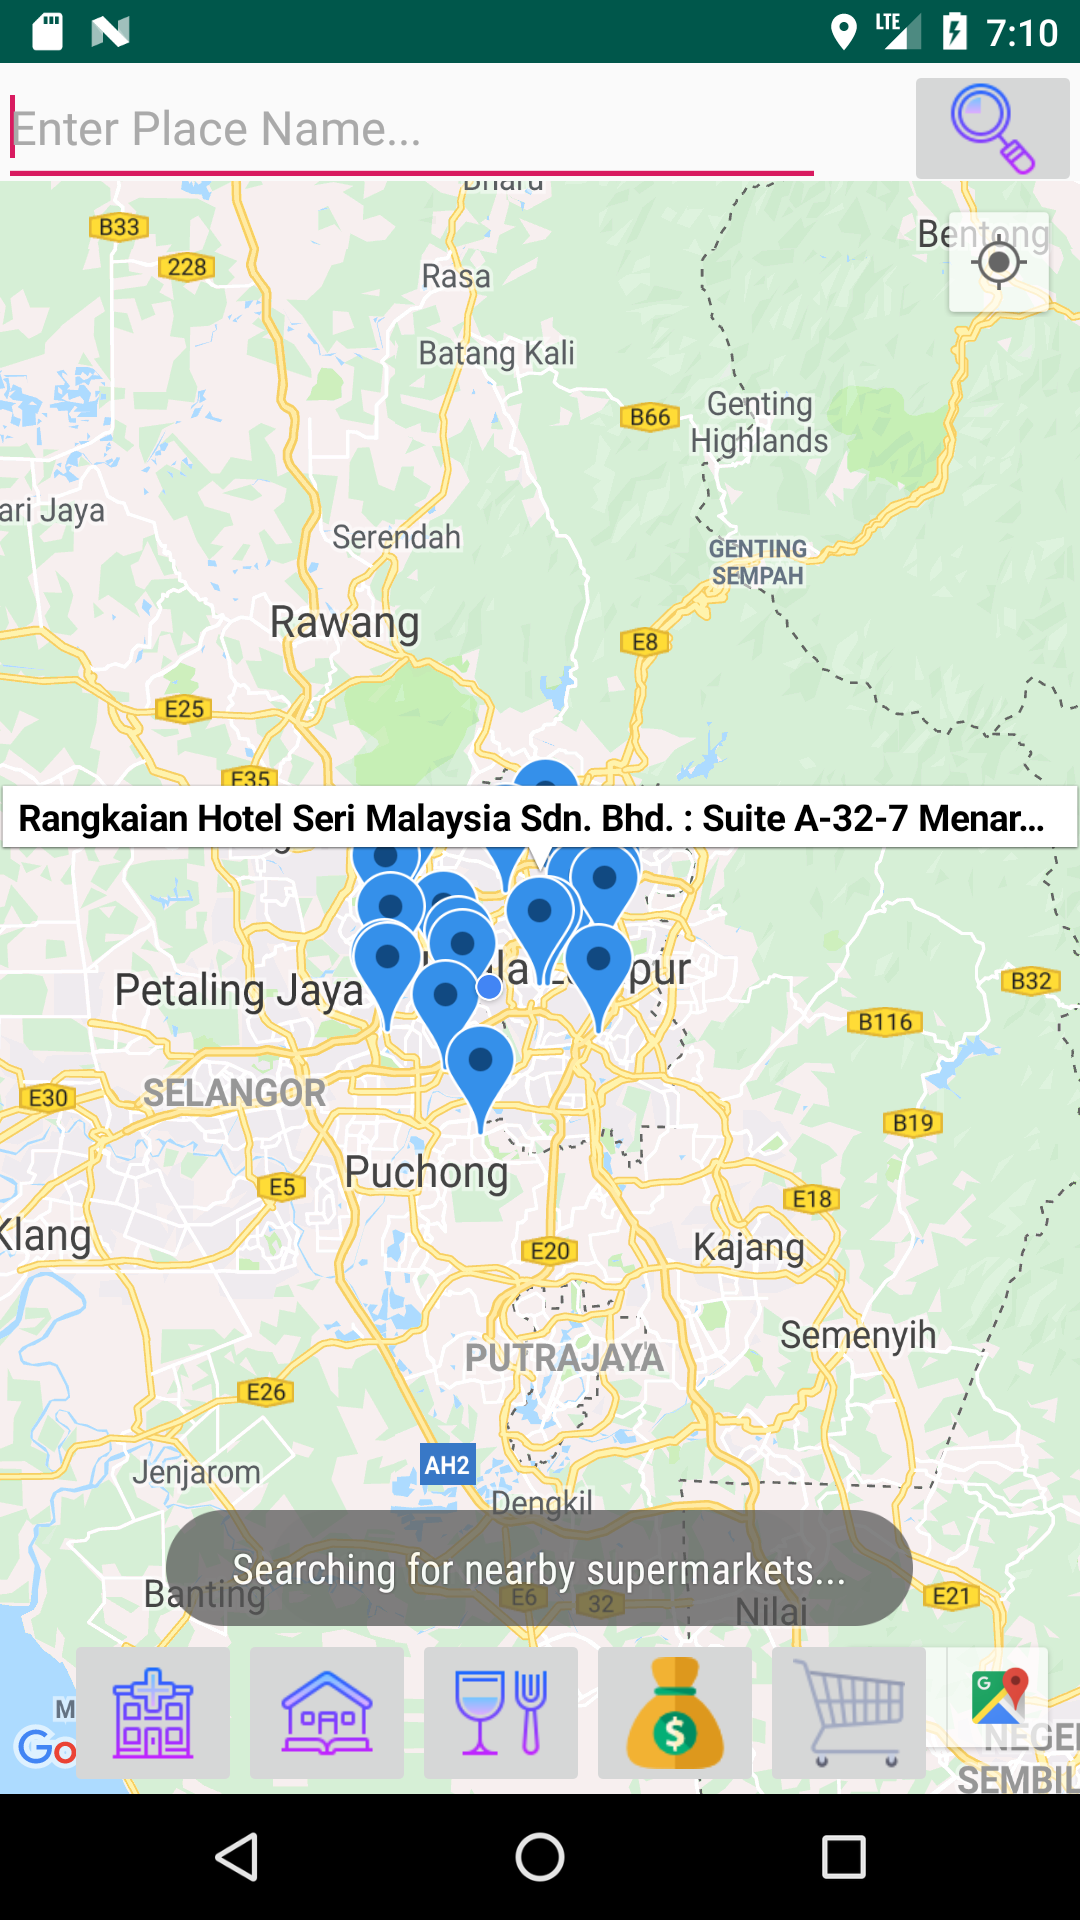 LTE 7:10
Enter Place Name...
Bharu
B33
Bentong
228
Rasa
Batang Kali
Genting
Highlands
B66
ari Jaya
Serendah
GENTING
SEMPAH
Rawang
E8
E25
E35
Rangkaian Hotel Seri Malaysia Sdn. Bhd. : Suite A-32-7 Menar...
Petaling Jaya
B32
B116
SELANGOR
E30
B19
Puchong
E5
E18
Klang
E20
Kajang
Semenyih
PUTRAJAYA
E26
AH2
Jenjarom
Dengkil
Searching for nearby supermarkets...
Banting
E6
32
Nilai
E21
M
G
$
Go
NEGE
SEMBIL